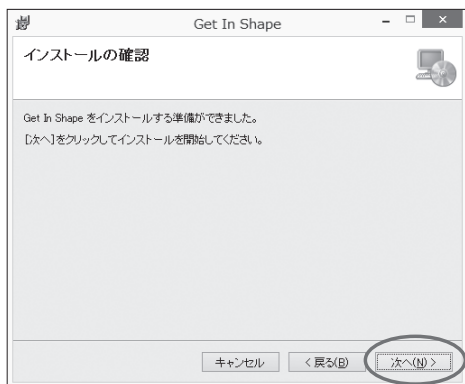 Get In Shape
インストールの確認
Get In Shape をインストールする準備ができました。
[次へ]をクリックしてインストールを開始してください。
キャンセル
< 戻る(B)
次へ(N) >